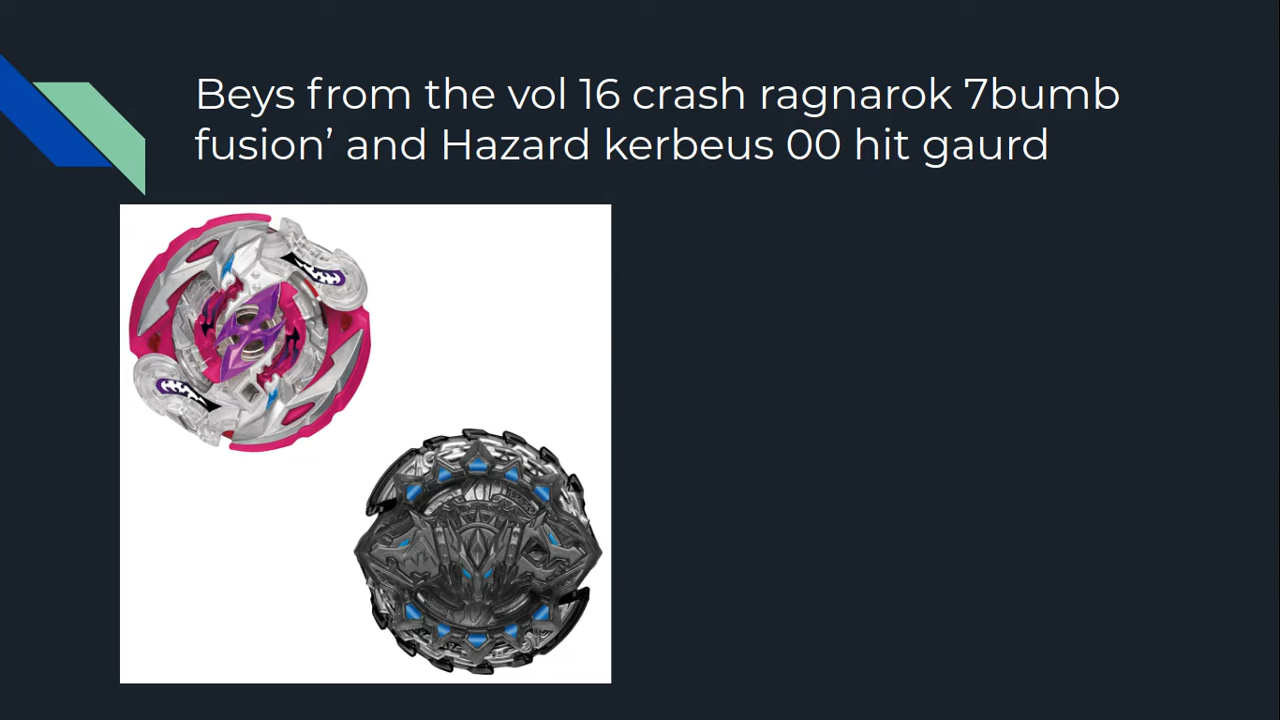 Beys from the vol 16 crash ragnarok 7bumb
fusion’ and Hazard kerbeus 00 hit gaurd